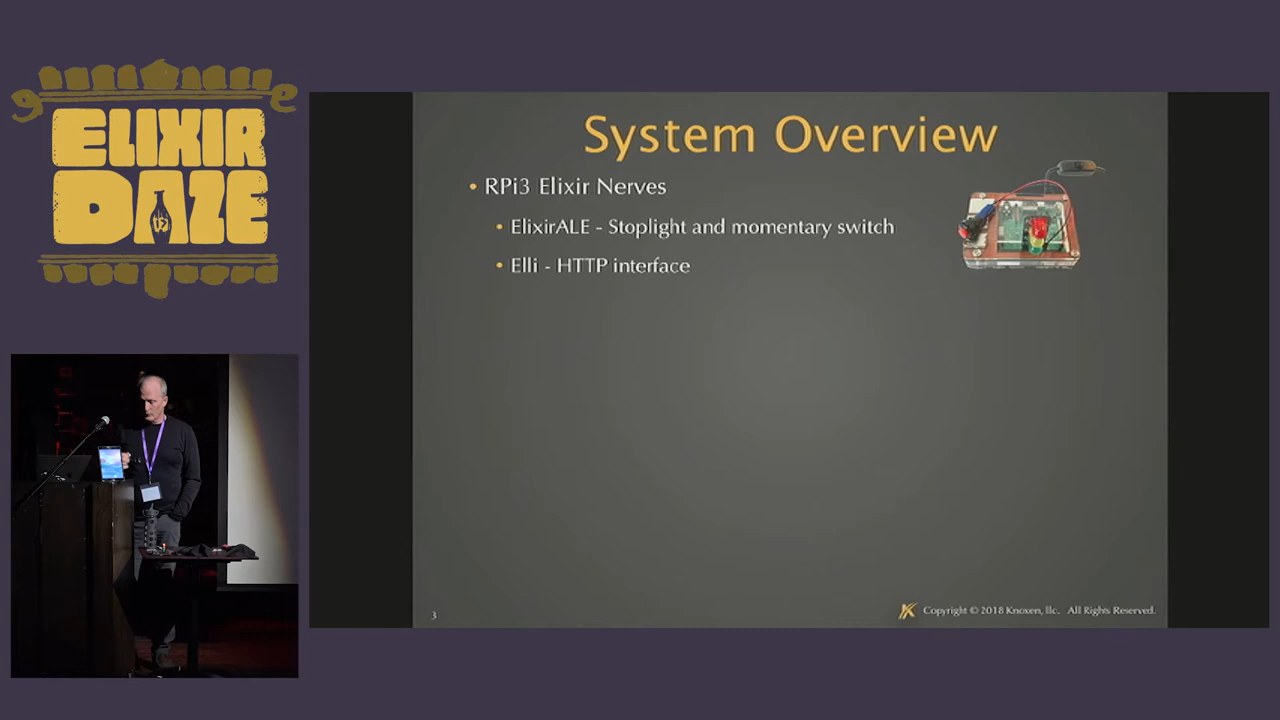 ELIXIR
DAZE
System Overview
• RPi3 Elixir Nerves
• ElixirALE - Stoplight and momentary switch
• Elli - HTTP interface
3
Copyright © 2018 Knoxen, llc. All Rights Reserved.